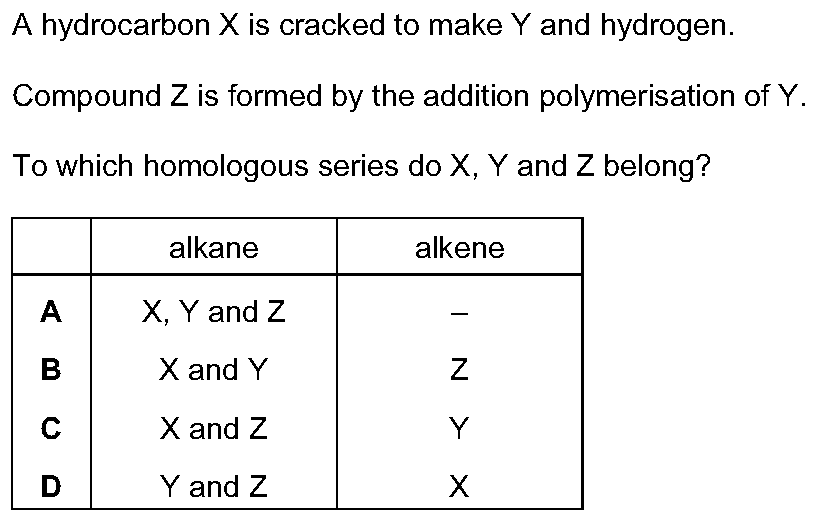 A hydrocarbon X is cracked to make Y and hydrogen.
Compound Z is formed by the addition polymerisation of Y.
To which homologous series do X, Y and Z belong?
alkane alkene
A X, Y and Z –
B X and Y Z
C X and Z Y
D Y and Z X